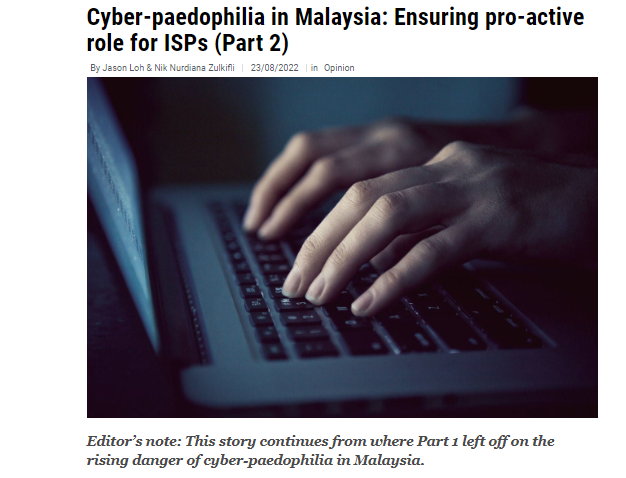 Cyber-paedophilia in Malaysia: Ensuring pro-active
role for ISPs (Part 2)
By Jason Loh & Nik Nurdiana Zulkifli | 23/08/2022 | in Opinion
Editor's note: This story continues from where Part 1 left off on the
rising danger of cyber-paedophilia in Malaysia.